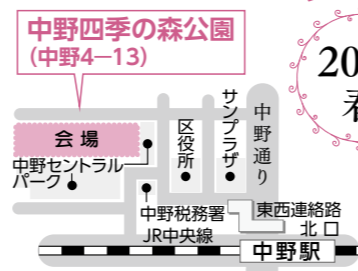 中野四季の森公園
(中野4―13)
20
春
会場
中野セントラル
パーク
区役所
サンプラザ
中野通り
中野税務署
東西連絡路
北口
JR中央線
中野駅